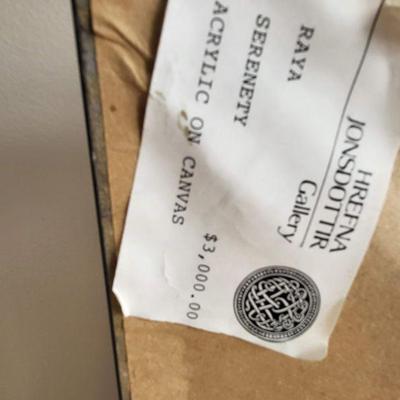 HREFNA
JONSDOTTIR
Gallery
RAYA
SERENETY
ACRYLIC ON CANVAS
$3,000.00